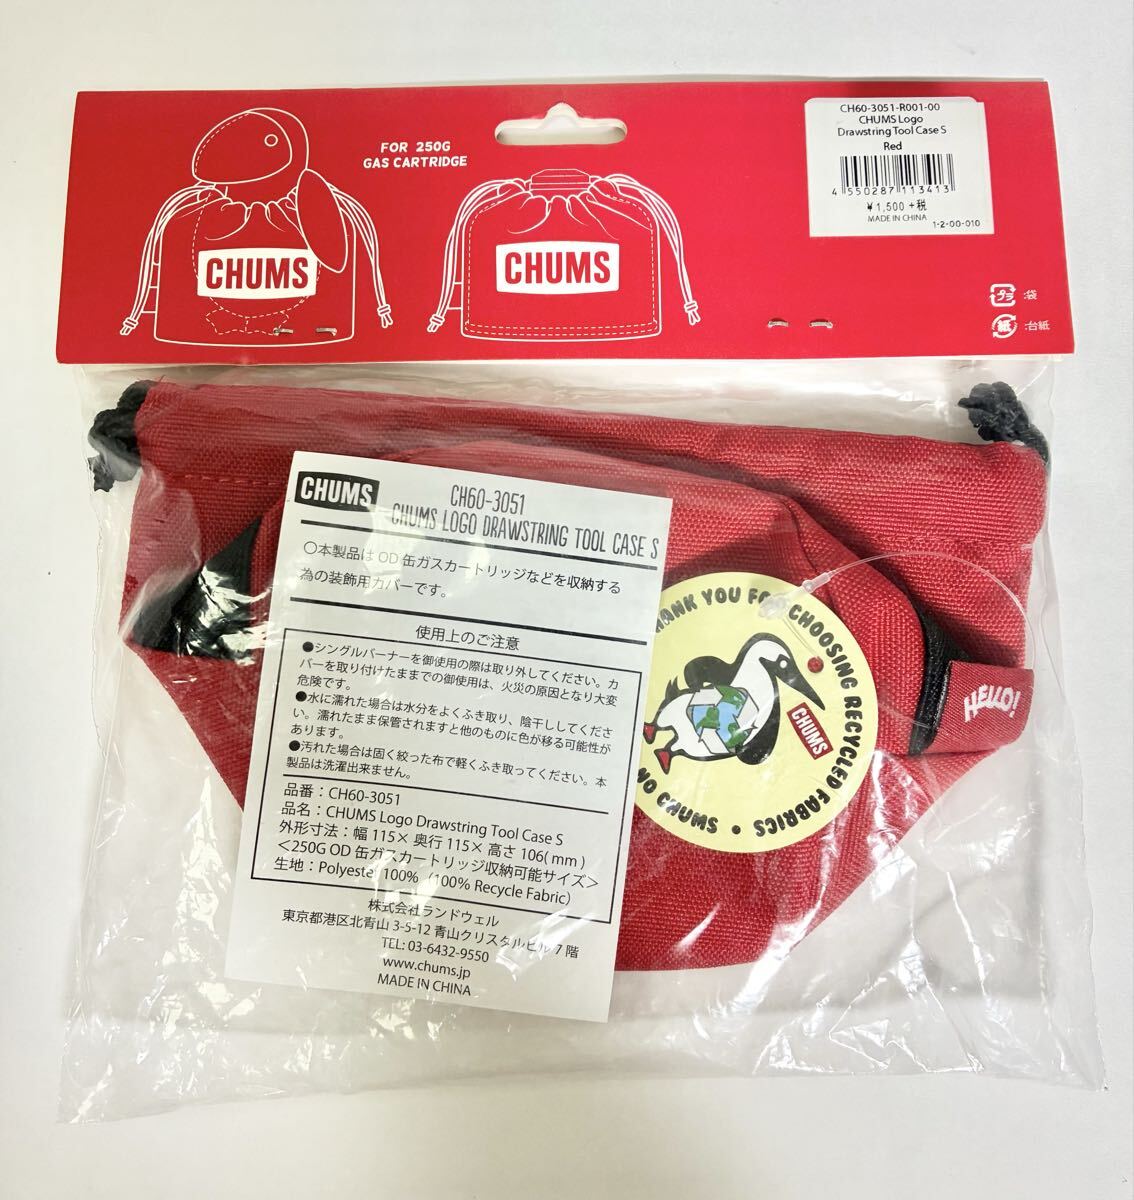 FOR 250G
GAS CARTRIDGE
CHUMS
CHUMS
CH60-3051-R001-00
CHUMS Logo
Drawstring Tool Case S
Red
4 550287 113413
¥1,500 +税
MADE IN CHINA
1-2-00-010
プラ :袋
紙 :台紙
CHUMS
CH60-3051
CHUMS LOGO DRAWSTRING TOOL CASE S
〇本製品は OD 缶ガスカートリッジなどを収納する
為の装飾用カバーです。
使用上のご注意
●シングルバーナーを御使用の際は取り外してください。カ
バーを取り付けたままでの御使用は、火災の原因となり大変
危険です。
●水に濡れた場合は水分をよくふき取り、陰干ししてくださ
い。濡れたまま保管されますと他のものに色が移る可能性が
あります。
●汚れた場合は固く絞った布で軽くふき取ってください。本
製品は洗濯出来ません。
品番：CH60-3051
品名：CHUMS Logo Drawstring Tool Case S
外形寸法：幅 115× 奥行 115× 高さ 106( mm )
＜250G OD 缶ガスカートリッジ収納可能サイズ＞
生地：Polyester 100%（100% Recycle Fabric）
株式会社ランドウェル
東京都港区北青山 3-5-12 青山クリスタルビル 7 階
TEL: 03-6432-9550
www.chums.jp
MADE IN CHINA
THANK YOU FOR CHOOSING RECYCLED FABRICS • CHUMS ON
CHUMS
HELLO!